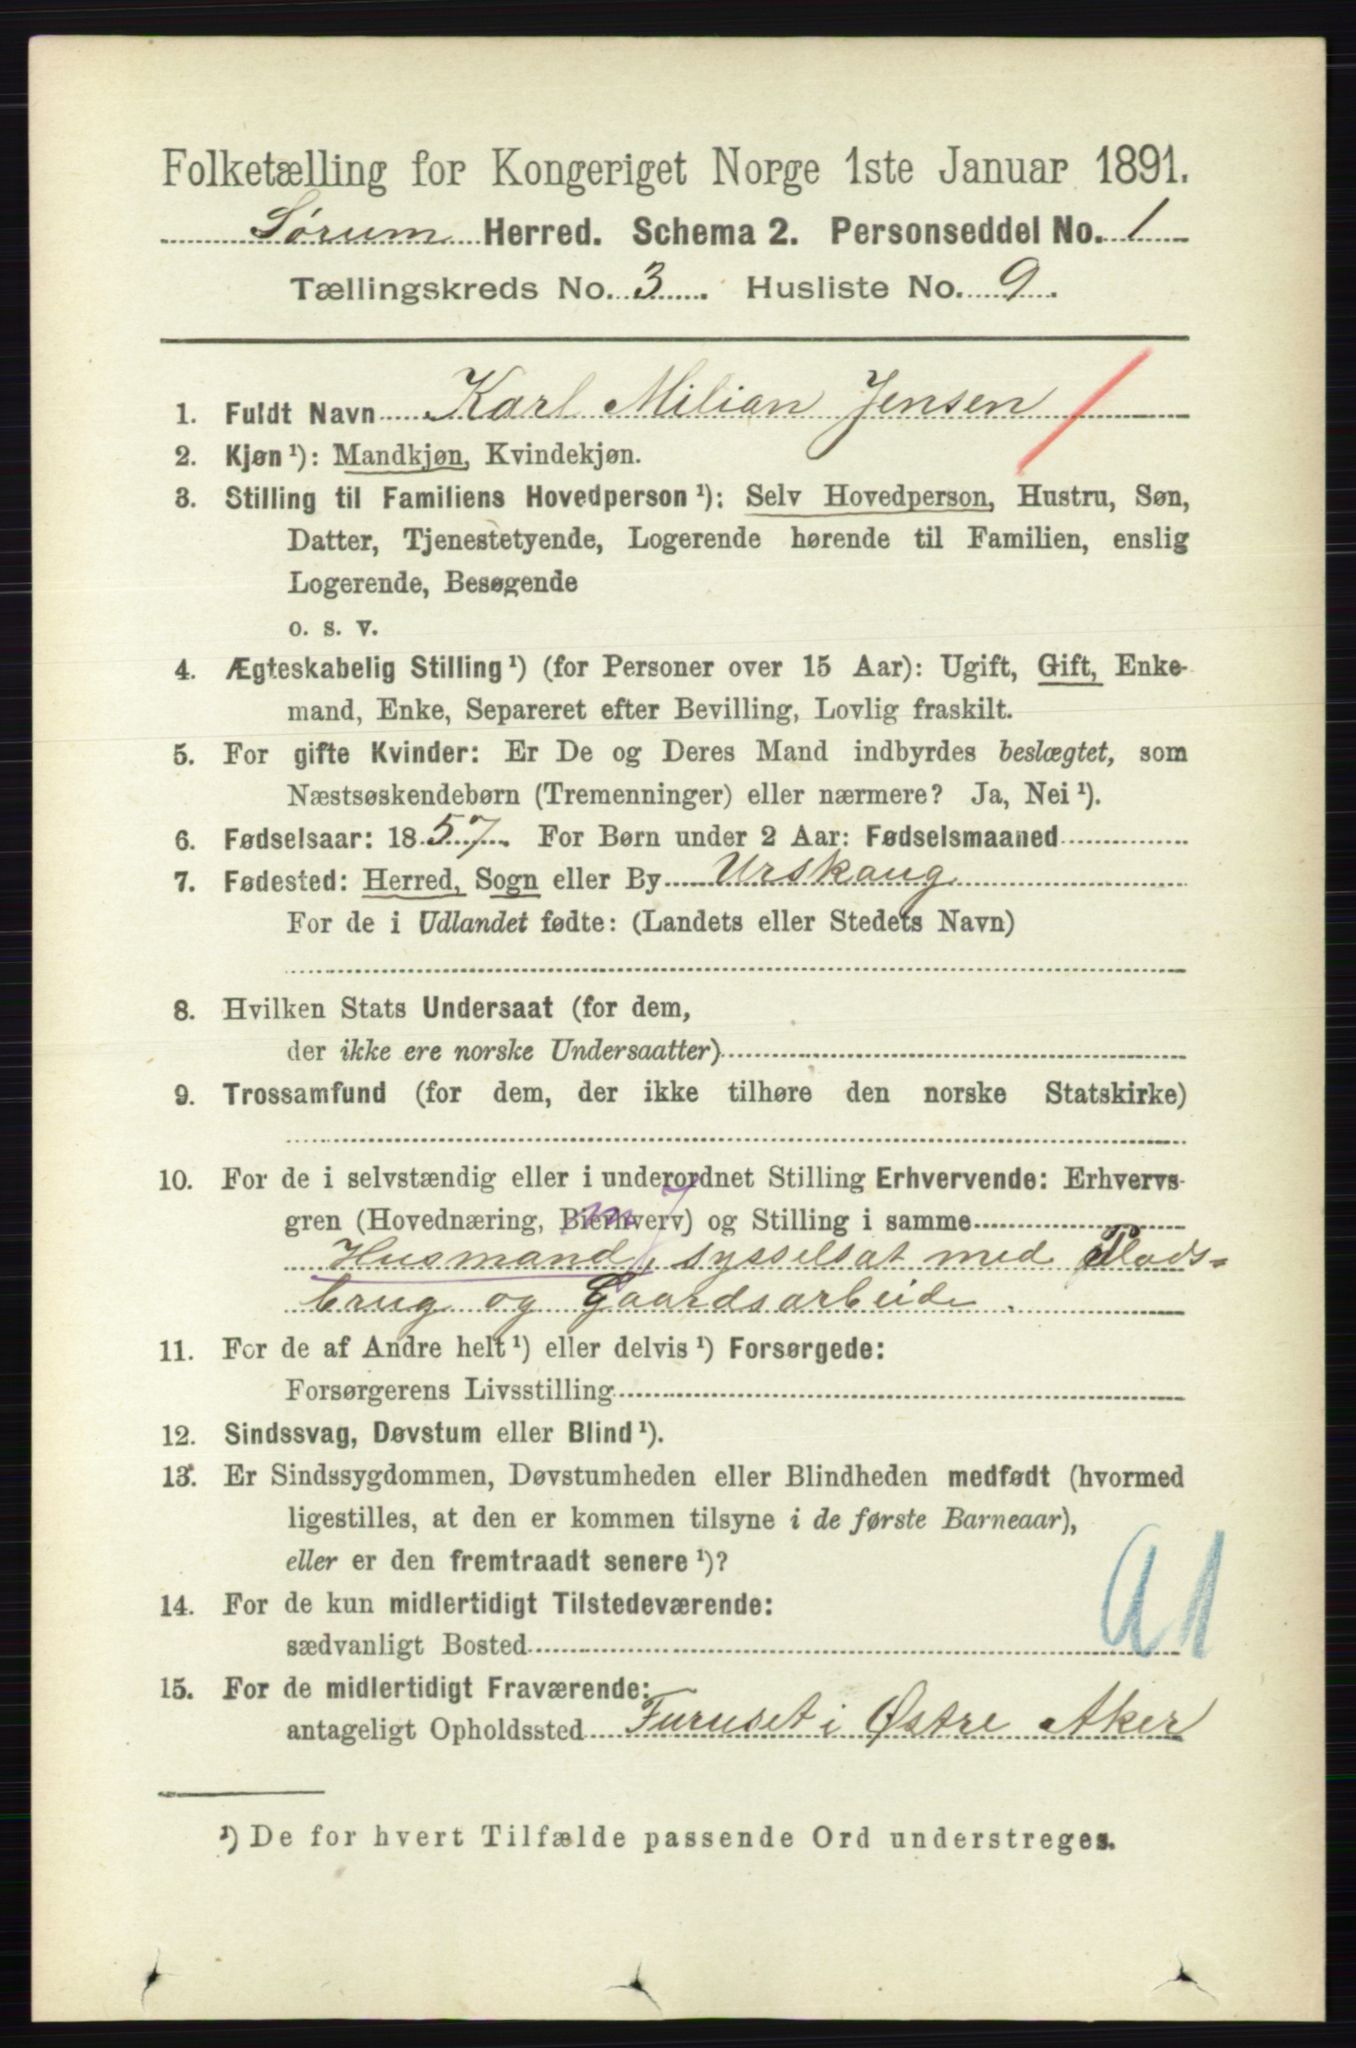 Folketælling for Kongeriget Norge 1ste Januar 1891.
Sørum Herred. Schema 2. Personseddel No. 1
Tællingskreds No. 3. Husliste No. 9.
1. Fuldt Navn Karl Milian Jensen
2. Kjøn¹): Mandkjøn, Kvindekjøn.
3. Stilling til Familiens Hovedperson¹): Selv Hovedperson, Hustru, Søn,
Datter, Tjenestetyende, Logerende hørende til Familien, enslig
Logerende, Besøgende
o. s. v.
4. Ægteskabelig Stilling¹) (for Personer over 15 Aar): Ugift, Gift, Enke-
mand, Enke, Separeret efter Bevilling, Lovlig fraskilt.
5. For gifte Kvinder: Er De og Deres Mand indbyrdes beslægtet, som
Næstsøskendebørn (Tremenninger) eller nærmere? Ja, Nei¹).
6. Fødselsaar: 1857. For Børn under 2 Aar: Fødselsmaaned
7. Fødested: Herred, Sogn eller By Urskaug
For de i Udlandet fødte: (Landets eller Stedets Navn)
8. Hvilken Stats Undersaat (for dem,
der ikke ere norske Undersaatter)
9. Trossamfund (for dem, der ikke tilhøre den norske Statskirke)
10. For de i selvstændig eller i underordnet Stilling Erhvervende: Erhvervs-
gren (Hovednæring, Bierhverv) og Stilling i samme
Husmand, sysselsat med Plads-
brug og Gaardsarbeide.
11. For de af Andre helt¹) eller delvis¹) Forsørgede:
Forsørgerens Livsstilling
12. Sindssvag, Døvstum eller Blind¹).
13. Er Sindssygdommen, Døvstumheden eller Blindheden medfødt (hvormed
ligestilles, at den er kommen tilsyne i de første Barneaar),
eller er den fremtraadt senere¹)?
14. For de kun midlertidigt Tilstedeværende:
sædvanligt Bosted
a1
15. For de midlertidigt Fraværende:
antageligt Opholdssted Furuset i Østre Aker
¹) De for hvert Tilfælde passende Ord understreges.